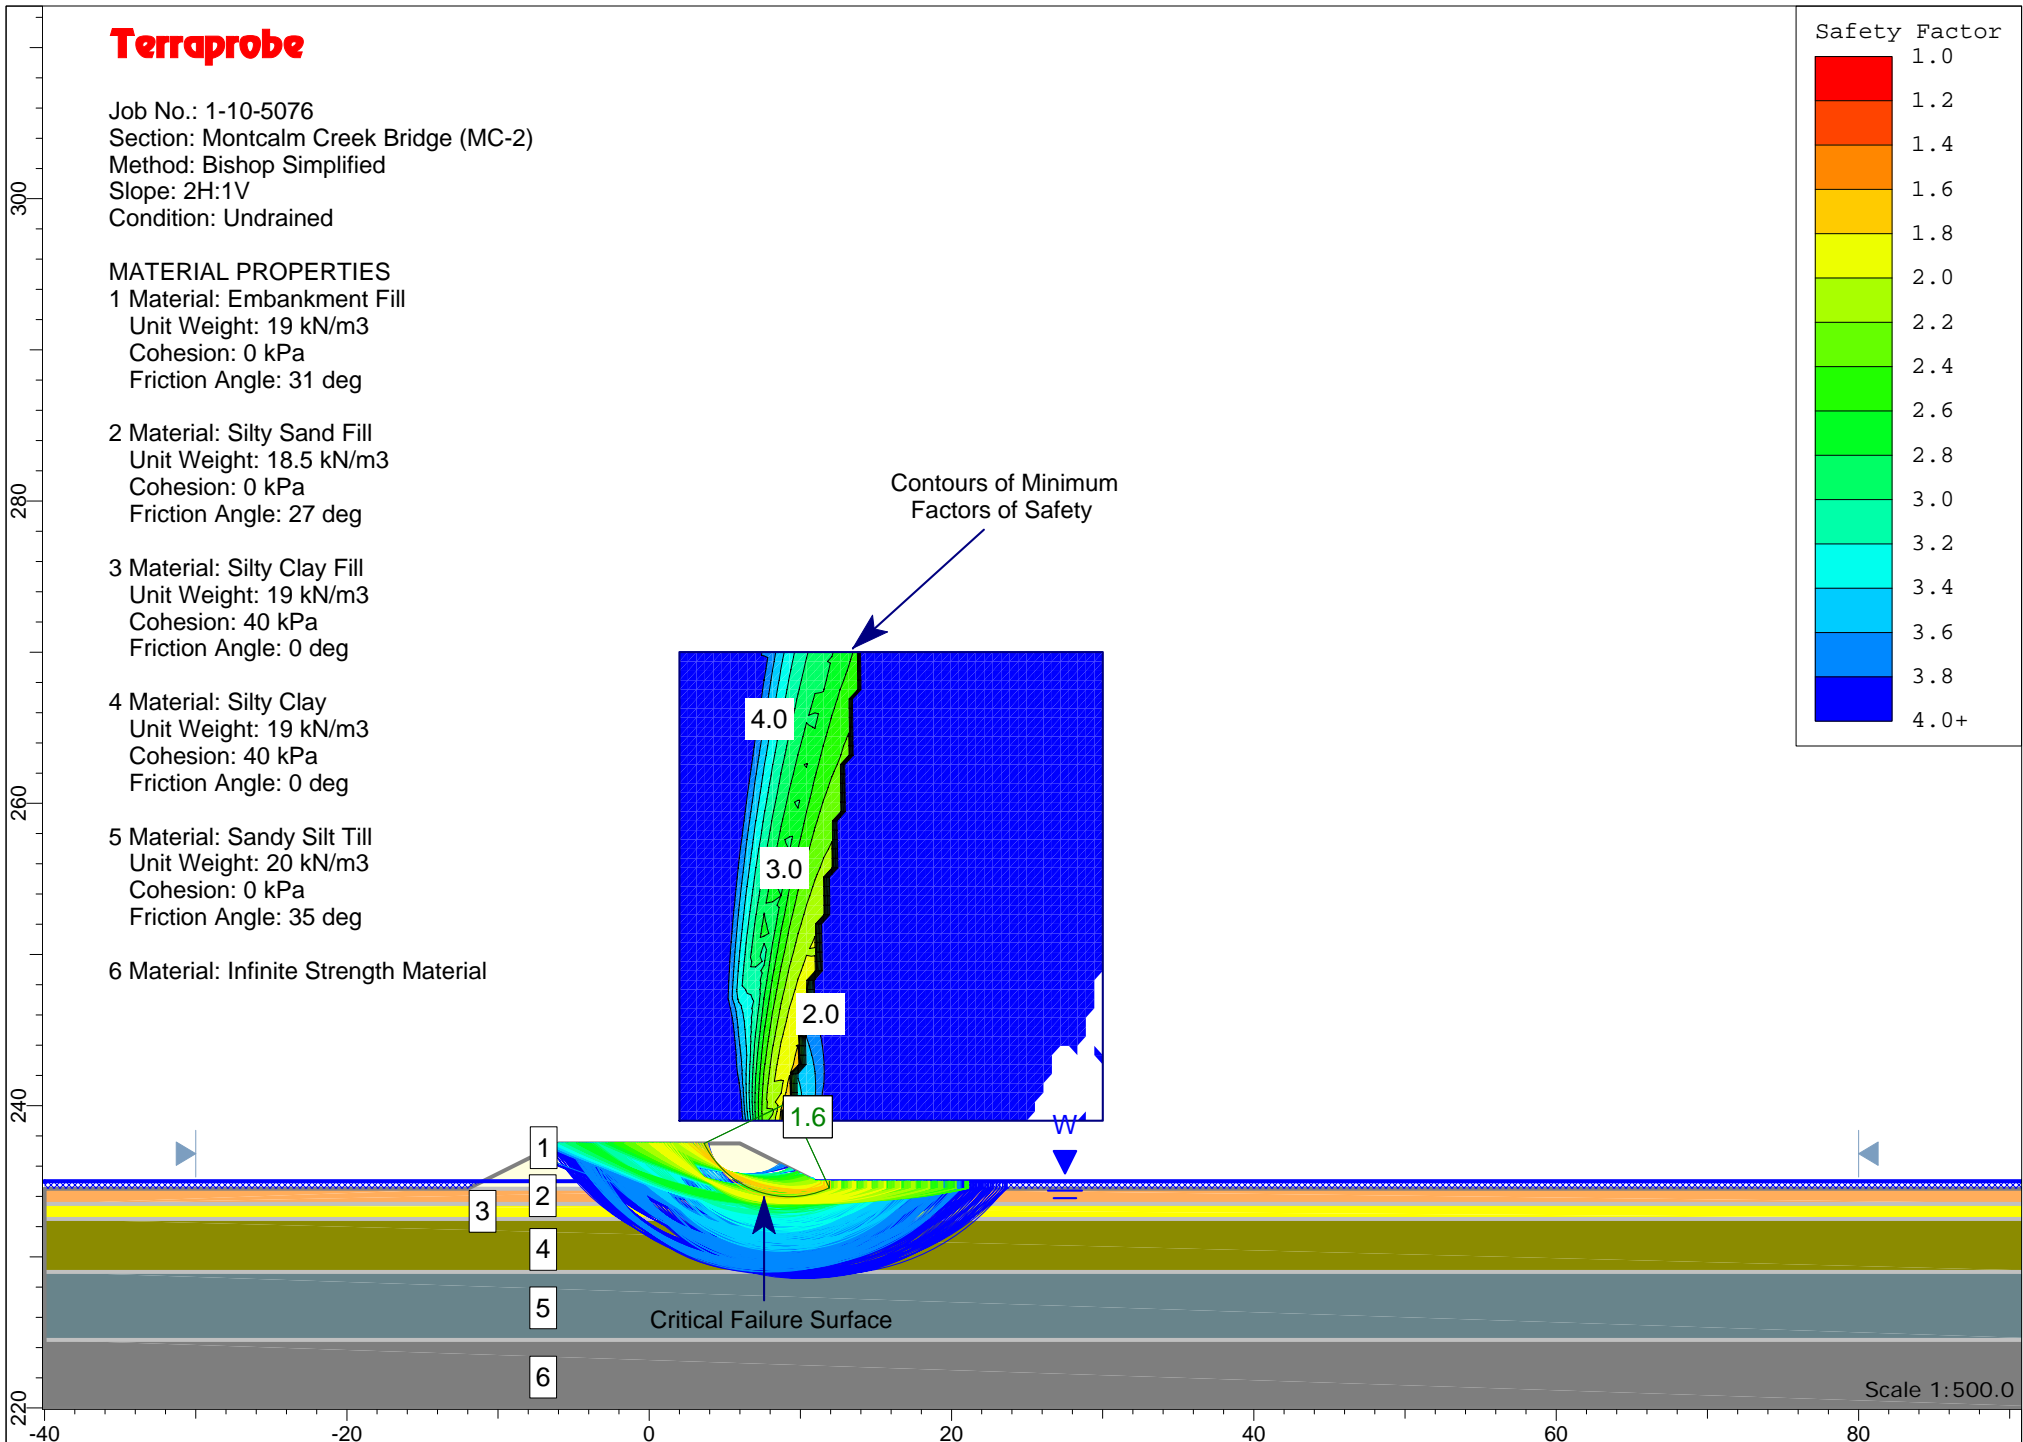 Terraprobe
Job No.: 1-10-5076
Section: Montcalm Creek Bridge (MC-2)
Method: Bishop Simplified
Slope: 2H:1V
Condition: Undrained
MATERIAL PROPERTIES
1 Material: Embankment Fill
Unit Weight: 19 kN/m3
Cohesion: 0 kPa
Friction Angle: 31 deg
2 Material: Silty Sand Fill
Unit Weight: 18.5 kN/m3
Cohesion: 0 kPa
Friction Angle: 27 deg
3 Material: Silty Clay Fill
Unit Weight: 19 kN/m3
Cohesion: 40 kPa
Friction Angle: 0 deg
4 Material: Silty Clay
Unit Weight: 19 kN/m3
Cohesion: 40 kPa
Friction Angle: 0 deg
5 Material: Sandy Silt Till
Unit Weight: 20 kN/m3
Cohesion: 0 kPa
Friction Angle: 35 deg
6 Material: Infinite Strength Material
Safety Factor
1.0
1.2
1.4
1.6
1.8
2.0
2.2
2.4
2.6
2.8
3.0
3.2
3.4
3.6
3.8
4.0+
Contours of Minimum
Factors of Safety
4.0
3.0
2.0
1.6
W
1
2
3
4
5
6
Critical Failure Surface
Scale 1:500.0
300
280
260
240
220
-40
-20
0
20
40
60
80